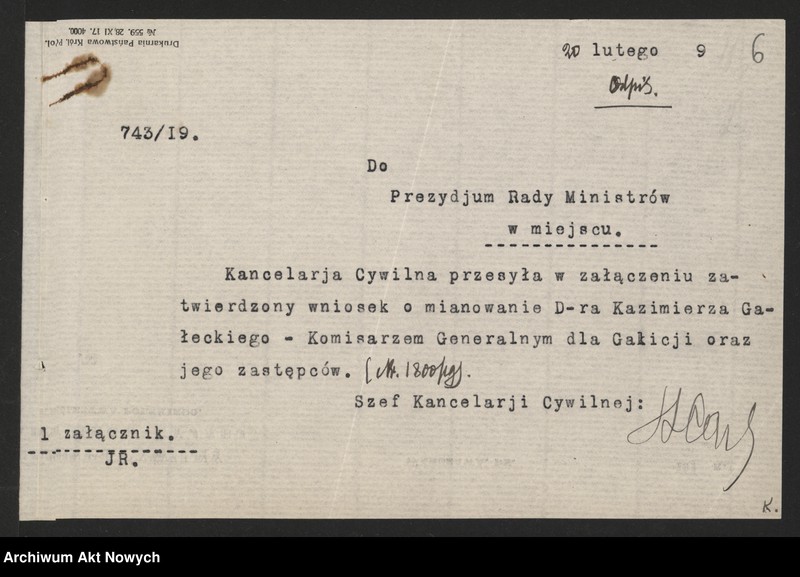 Drukarnia Państwowa Król. Pol.
№ 559. 28. XI. 17. 4000.
20 lutego 9 6
Odpis.
743/19.
Do
Prezydjum Rady Ministrów
w miejscu.
Kancelarja Cywilna przesyła w załączeniu za-
twierdzony wniosek o mianowanie D-ra Kazimierza Ga-
łeckiego - Komisarzem Generalnym dla Galicji oraz
jego zastępców.
Szef Kancelarji Cywilnej:
1 załącznik.
JR.
K.
Archiwum Akt Nowych